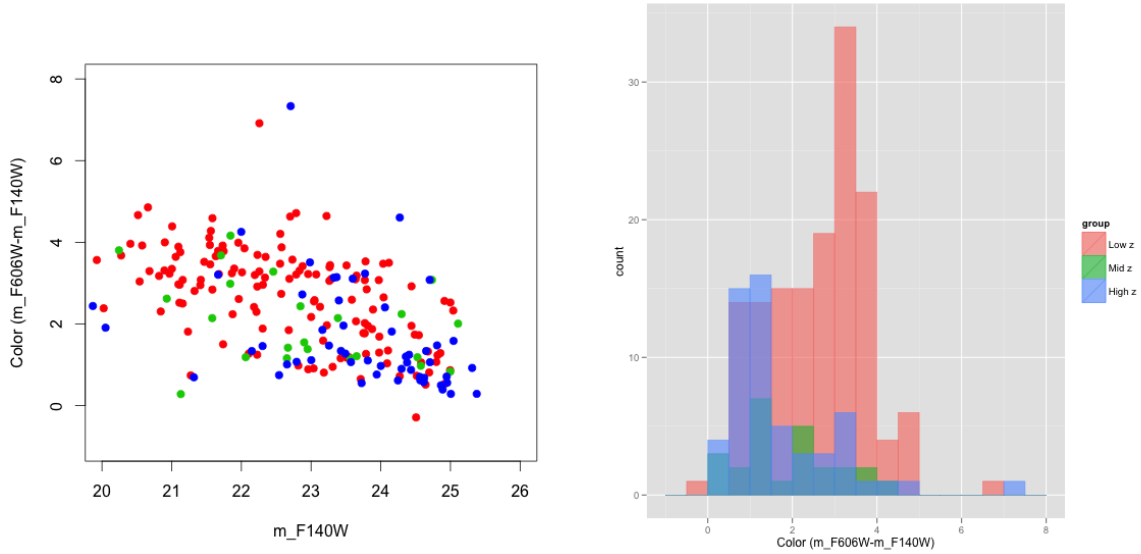 Color (m_F606W-m_F140W)
8
6
4
2
0
20 21 22 23 24 25 26
m_F140W
count
30
20
10
0
0 2 4 6 8
Color (m_F606W-m_F140W)
group
Low z
Mid z
High z